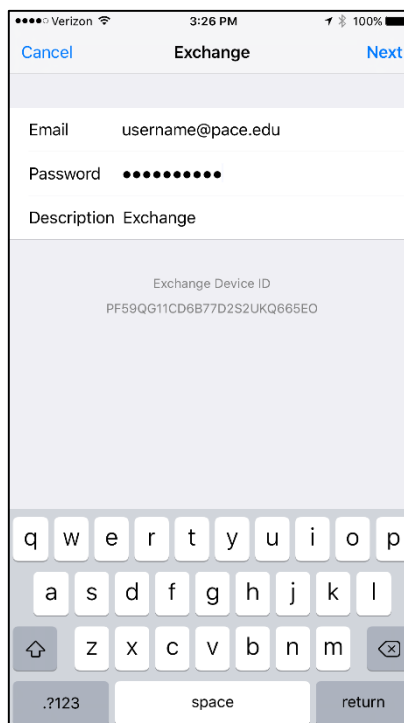 Verizon 3:26 PM 100%
Cancel Exchange Next
Email username@pace.edu
Password ●●●●●●●●●●
Description Exchange
Exchange Device ID
PF59QG11CD6B77D2S2UKQ665EO
q w e r t y u i o p
a s d f g h j k l
z x c v b n m
.?123 space return